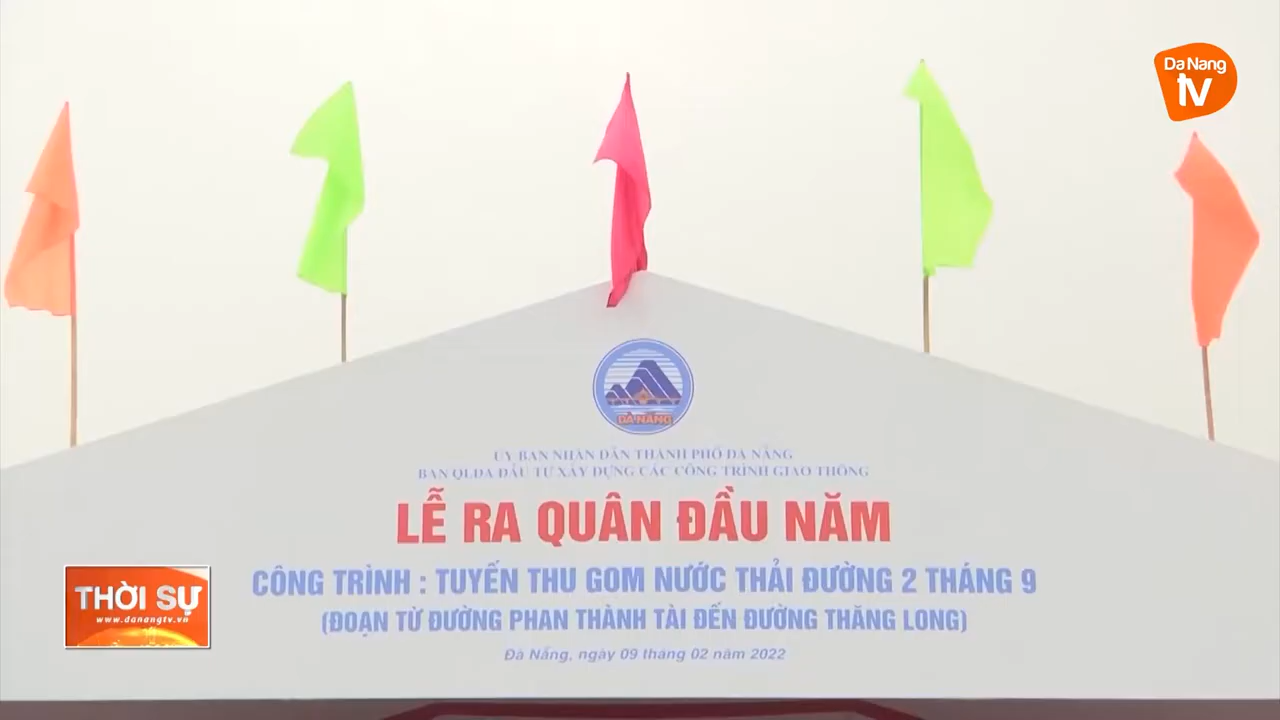 Da Nang
tv
ĐÀ NẴNG
ỦY BAN NHÂN DÂN THÀNH PHỐ ĐÀ NẴNG
BAN QLDA ĐẦU TƯ XÂY DỰNG CÁC CÔNG TRÌNH GIAO THÔNG
LỄ RA QUÂN ĐẦU NĂM
CÔNG TRÌNH : TUYẾN THU GOM NƯỚC THẢI ĐƯỜNG 2 THÁNG 9
(ĐOẠN TỪ ĐƯỜNG PHAN THÀNH TÀI ĐẾN ĐƯỜNG THĂNG LONG)
Đà Nẵng, ngày 09 tháng 02 năm 2022
THỜI SỰ
www.danangtv.vn